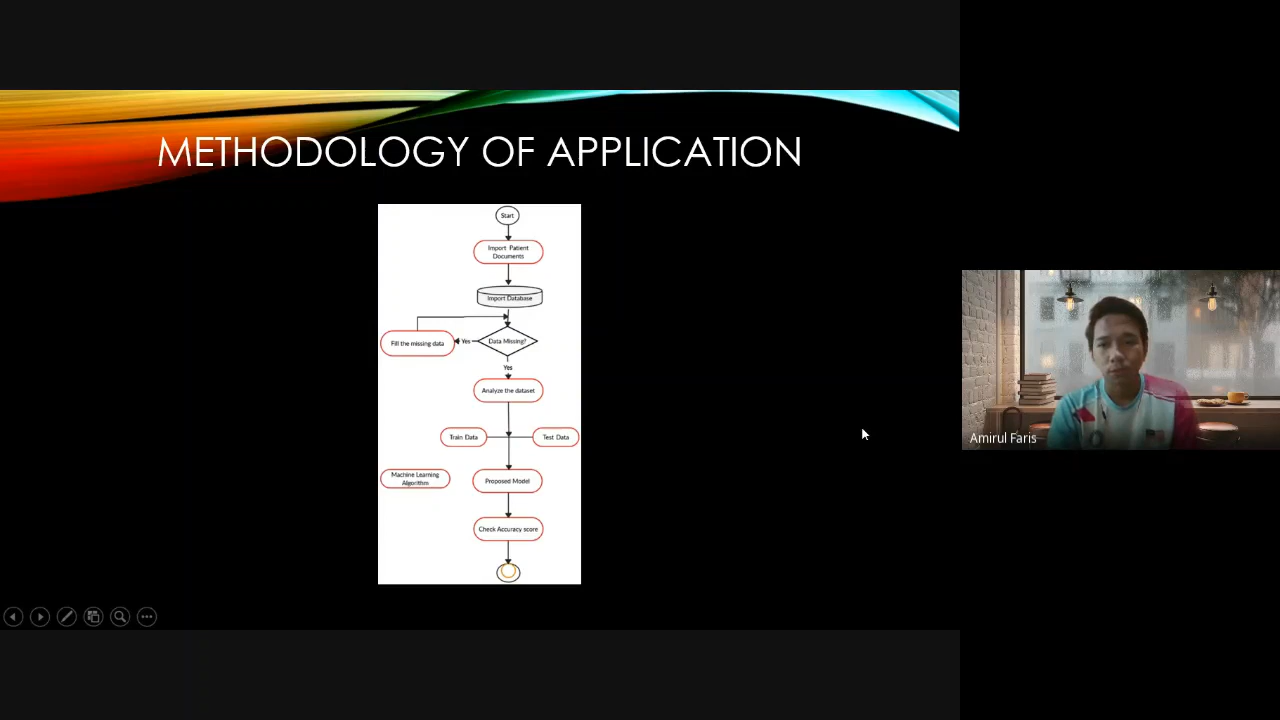 METHODOLOGY OF APPLICATION
Start
Import Patient
Documents
Import Database
Data Missing?
Yes
Fill the missing data
Yes
Analyze the dataset
Train Data
Test Data
Machine Learning
Algorithm
Proposed Model
Check Accuracy score
Amirul Faris